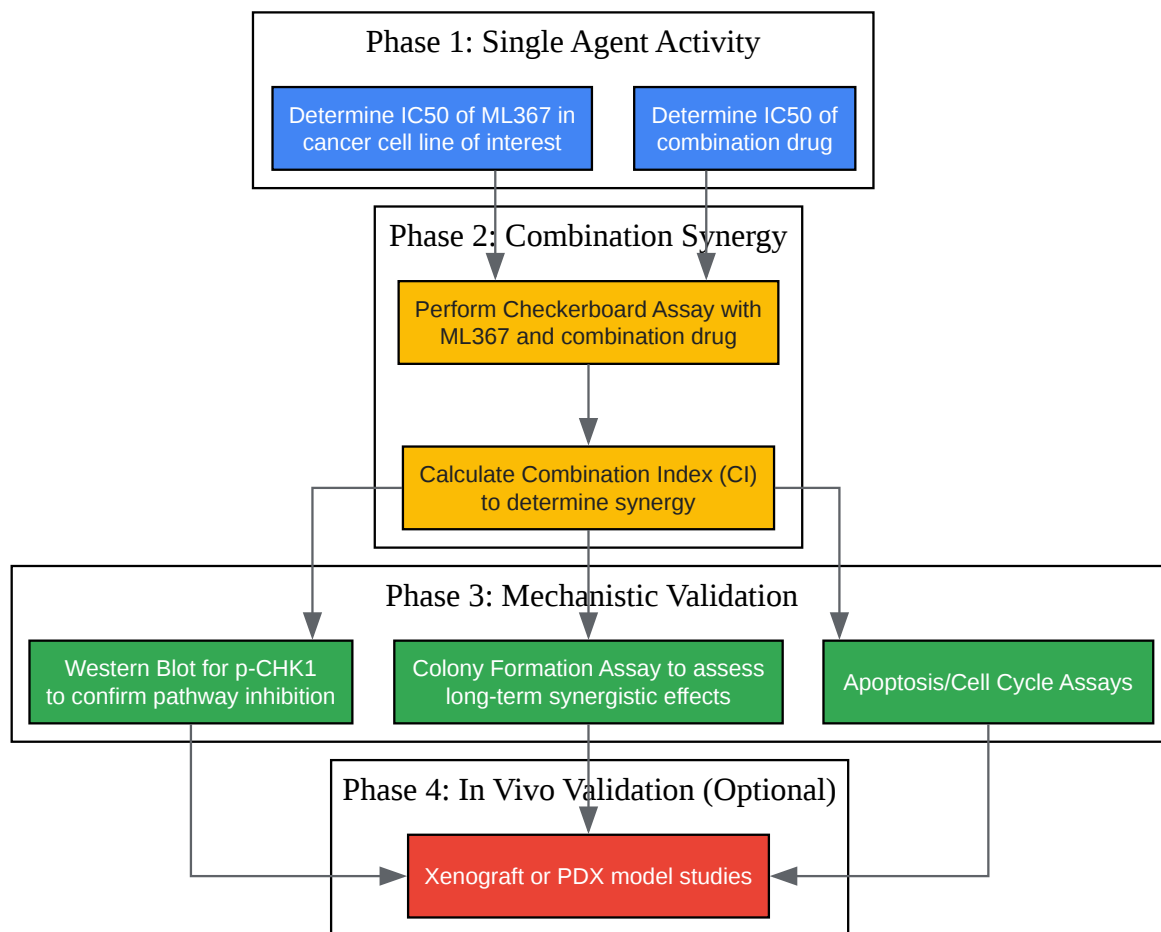 Phase 1: Single Agent Activity
Determine IC50 of ML367 in
cancer cell line of interest
Determine IC50 of
combination drug
Phase 2: Combination Synergy
Perform Checkerboard Assay with
ML367 and combination drug
Calculate Combination Index (CI)
to determine synergy
Phase 3: Mechanistic Validation
Western Blot for p-CHK1
to confirm pathway inhibition
Colony Formation Assay to assess
long-term synergistic effects
Apoptosis/Cell Cycle Assays
Phase 4: In Vivo Validation (Optional)
Xenograft or PDX model studies